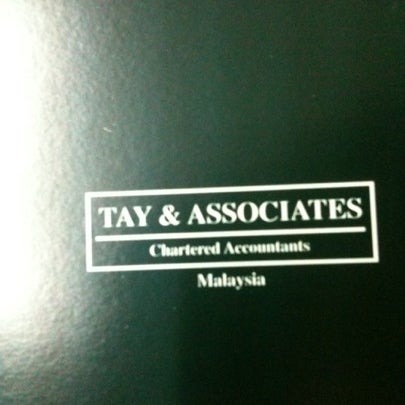 TAY & ASSOCIATES
Chartered Accountants
Malaysia